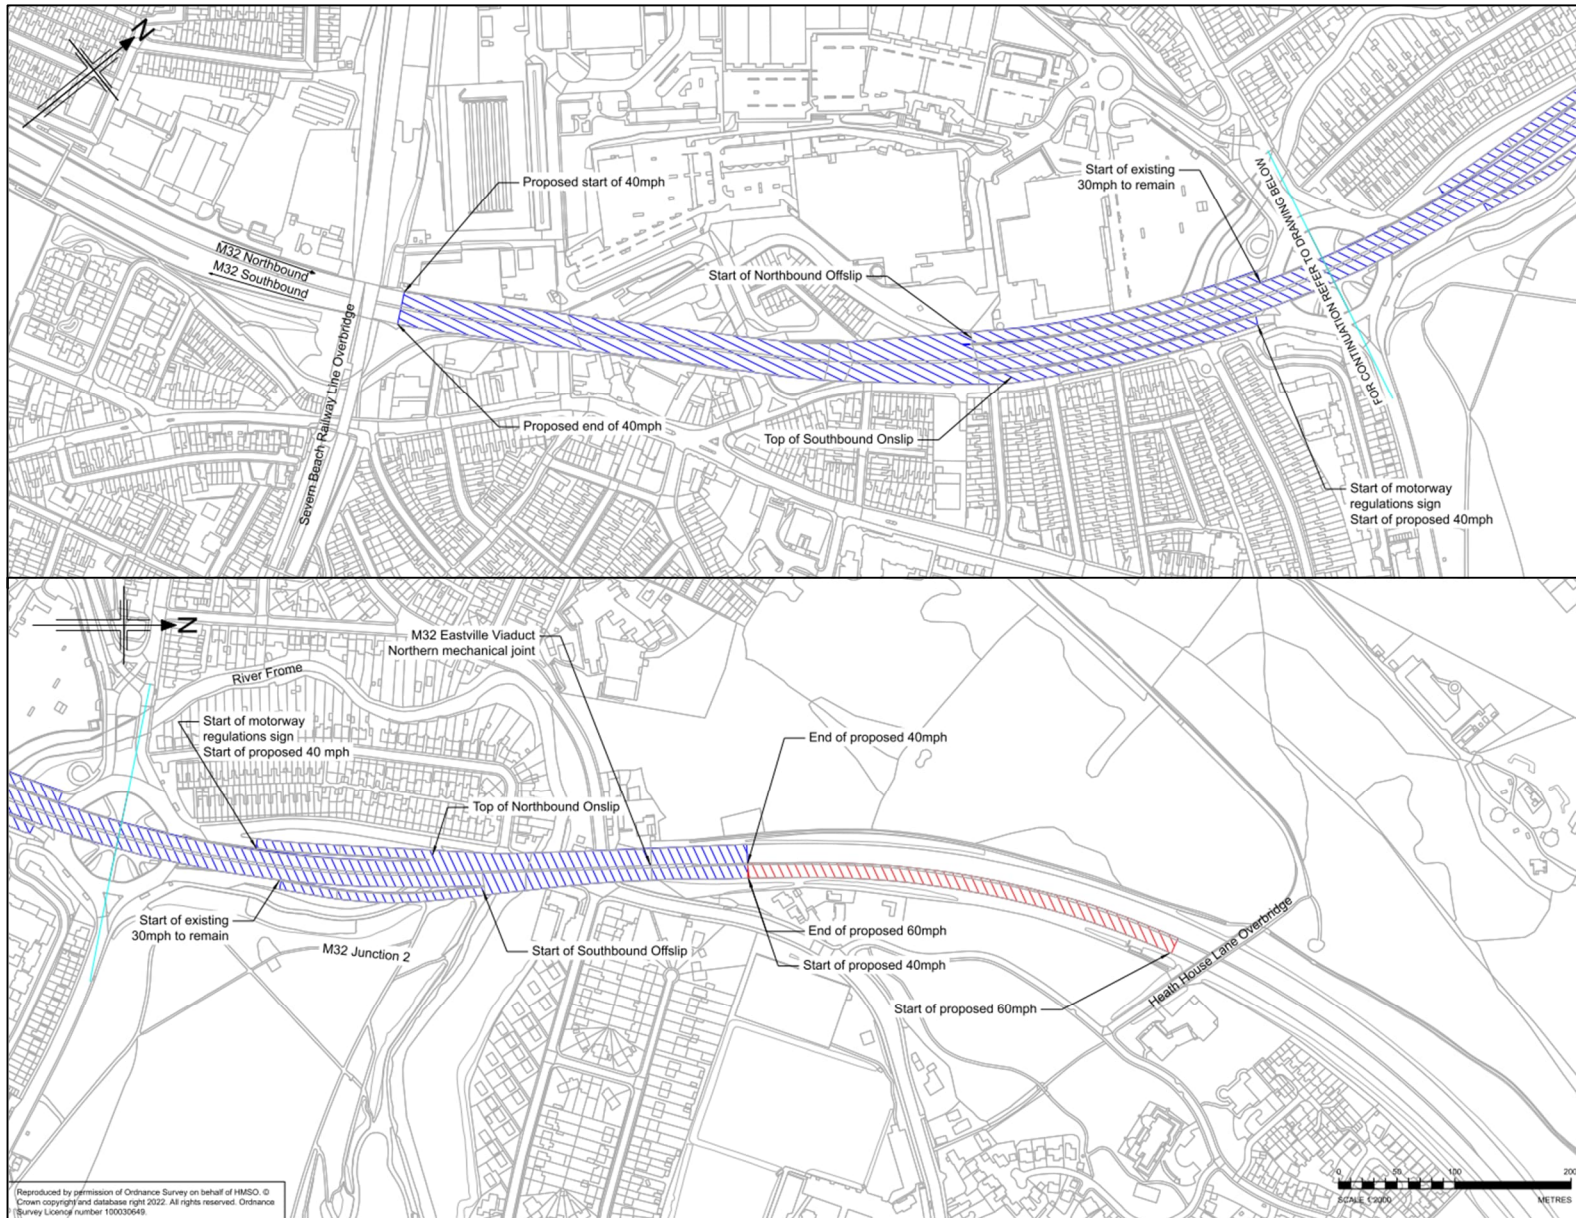 N
Proposed start of 40mph
Start of existing
30mph to remain
FOR CONTINUATION REFER TO DRAWING BELOW
M32 Northbound
M32 Southbound
Start of Northbound Offslip
Severn Beach Railway Line Overbridge
Proposed end of 40mph
Top of Southbound Onslip
Start of motorway
regulations sign
Start of proposed 40mph
N
M32 Eastville Viaduct
Northern mechanical joint
River Frome
Start of motorway
regulations sign
Start of proposed 40 mph
End of proposed 40mph
Top of Northbound Onslip
Start of existing
30mph to remain
M32 Junction 2
Start of Southbound Offslip
End of proposed 60mph
Start of proposed 40mph
Start of proposed 60mph
Heath House Lane Overbridge
0 50 100 200
SCALE 1:2000 METRES
Reproduced by permission of Ordnance Survey on behalf of HMSO. ©
Crown copyright and database right 2022. All rights reserved. Ordnance
Survey Licence number 100030649.